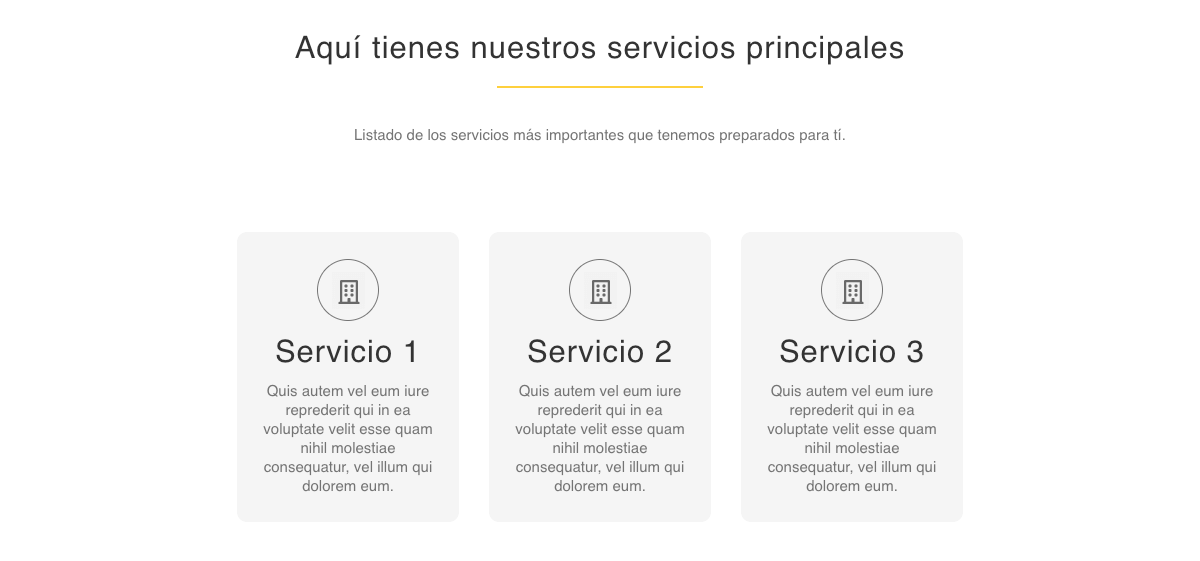 Aquí tienes nuestros servicios principales
Listado de los servicios más importantes que tenemos preparados para tí.
Servicio 1
Quis autem vel eum iure
reprederit qui in ea
voluptate velit esse quam
nihil molestiae
consequatur, vel illum qui
dolorem eum.
Servicio 2
Quis autem vel eum iure
reprederit qui in ea
voluptate velit esse quam
nihil molestiae
consequatur, vel illum qui
dolorem eum.
Servicio 3
Quis autem vel eum iure
reprederit qui in ea
voluptate velit esse quam
nihil molestiae
consequatur, vel illum qui
dolorem eum.